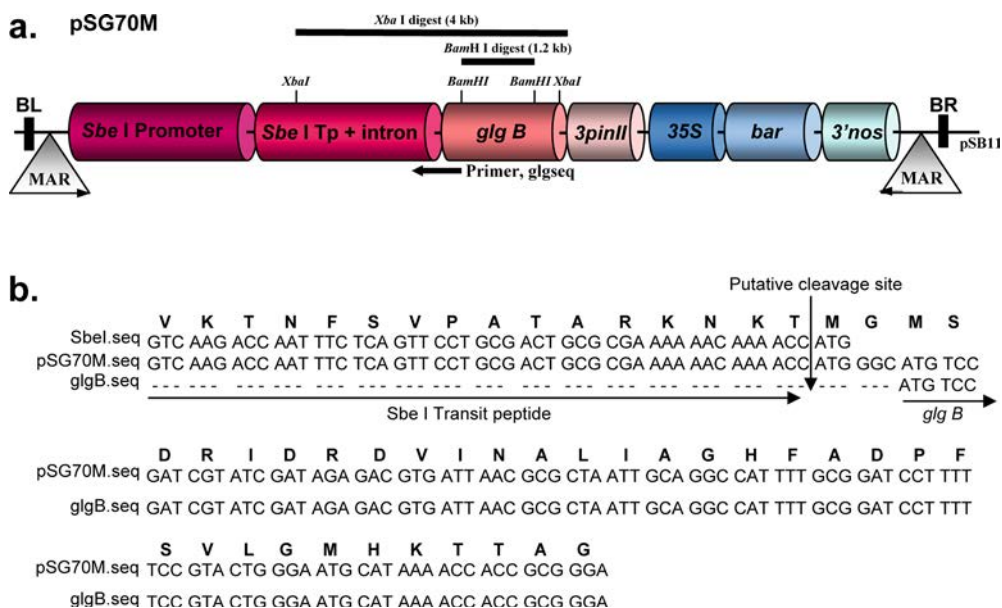 a. pSG70M
Xba I digest (4 kb)
BamH I digest (1.2 kb)
XbaI BamHI BamHI XbaI
BL BR
Sbe I Promoter Sbe I Tp + intron glg B 3pinII 35S bar 3'nos
pSB11
MAR Primer, glgseq MAR
b.
Putative cleavage site
V K T N F S V P A T A R K N K T M G M S
SbeI.seq GTC AAG ACC AAT TTC TCA GTT CCT GCG ACT GCG CGA AAA AAC AAA ACC ATG
pSG70M.seq GTC AAG ACC AAT TTC TCA GTT CCT GCG ACT GCG CGA AAA AAC AAA ACC ATG GGC ATG TCC
glgB.seq --- --- --- --- --- --- --- --- --- --- --- --- --- --- --- --- --- --- ATG TCC
Sbe I Transit peptide glg B
D R I D R D V I N A L I A G H F A D P F
pSG70M.seq GAT CGT ATC GAT AGA GAC GTG ATT AAC GCG CTA ATT GCA GGC CAT TTT GCG GAT CCT TTT
glgB.seq GAT CGT ATC GAT AGA GAC GTG ATT AAC GCG CTA ATT GCA GGC CAT TTT GCG GAT CCT TTT
S V L G M H K T T A G
pSG70M.seq TCC GTA CTG GGA ATG CAT AAA ACC ACC GCG GGA
glgB.seq TCC GTA CTG GGA ATG CAT AAA ACC ACC GCG GGA